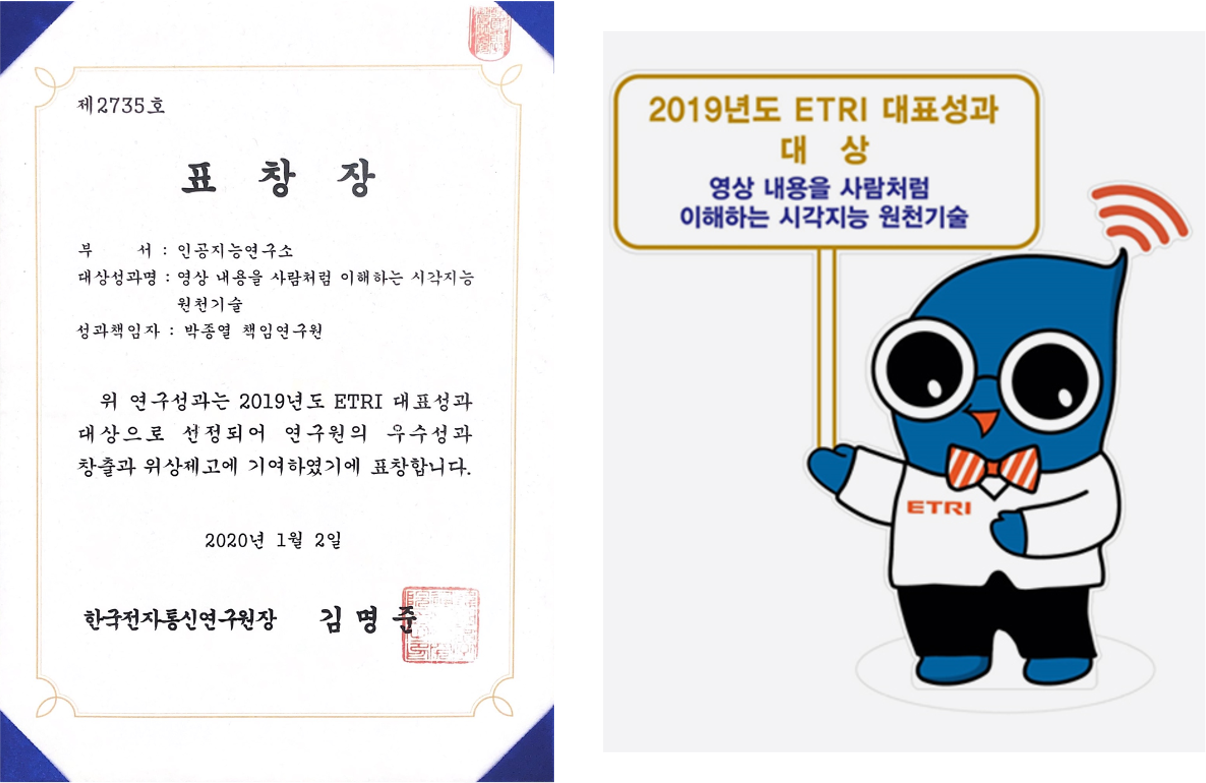 제2735호
표 창 장
부 서 : 인공지능연구소
대상성과명 : 영상 내용을 사람처럼 이해하는 시각지능
원천기술
성과책임자 : 박종열 책임연구원
위 연구성과는 2019년도 ETRI 대표성과
대상으로 선정되어 연구원의 우수성과
창출과 위상제고에 기여하였기에 표창합니다.
2020년 1월 2일
한국전자통신연구원장 김명준
2019년도 ETRI 대표성과
대 상
영상 내용을 사람처럼
이해하는 시각지능 원천기술
ETRI